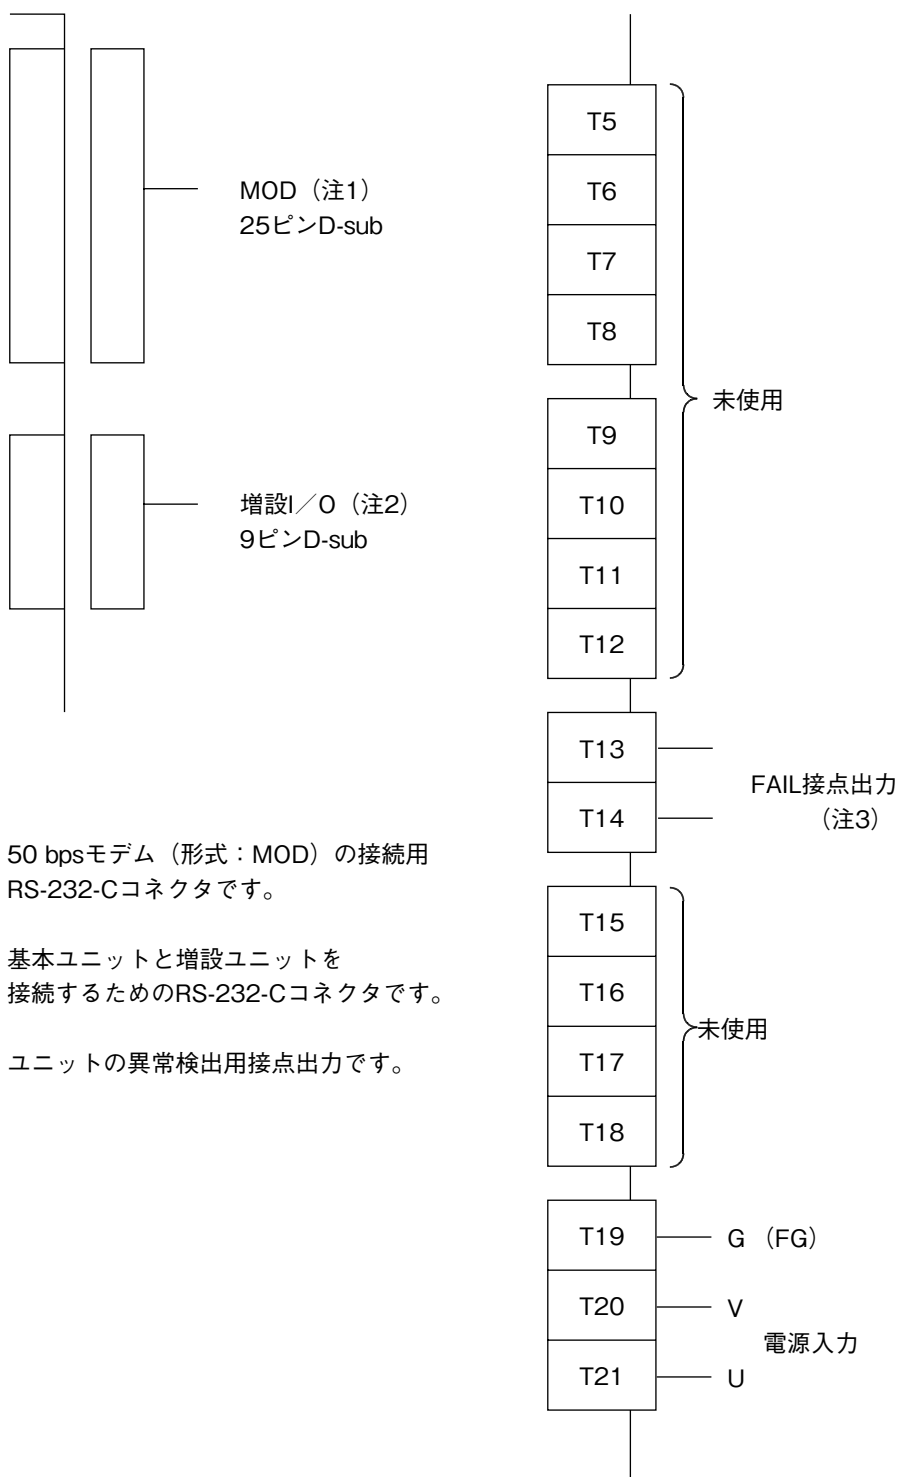 MOD（注1）
25ピンD-sub
増設I／O（注2）
9ピンD-sub
50 bpsモデム（形式：MOD）の接続用
RS-232-Cコネクタです。
基本ユニットと増設ユニットを
接続するためのRS-232-Cコネクタです。
ユニットの異常検出用接点出力です。
T5
T6
T7
T8
T9
T10
T11
T12
未使用
T13
T14
FAIL接点出力
（注3）
T15
T16
T17
T18
未使用
T19
G（FG）
T20
V
電源入力
T21
U